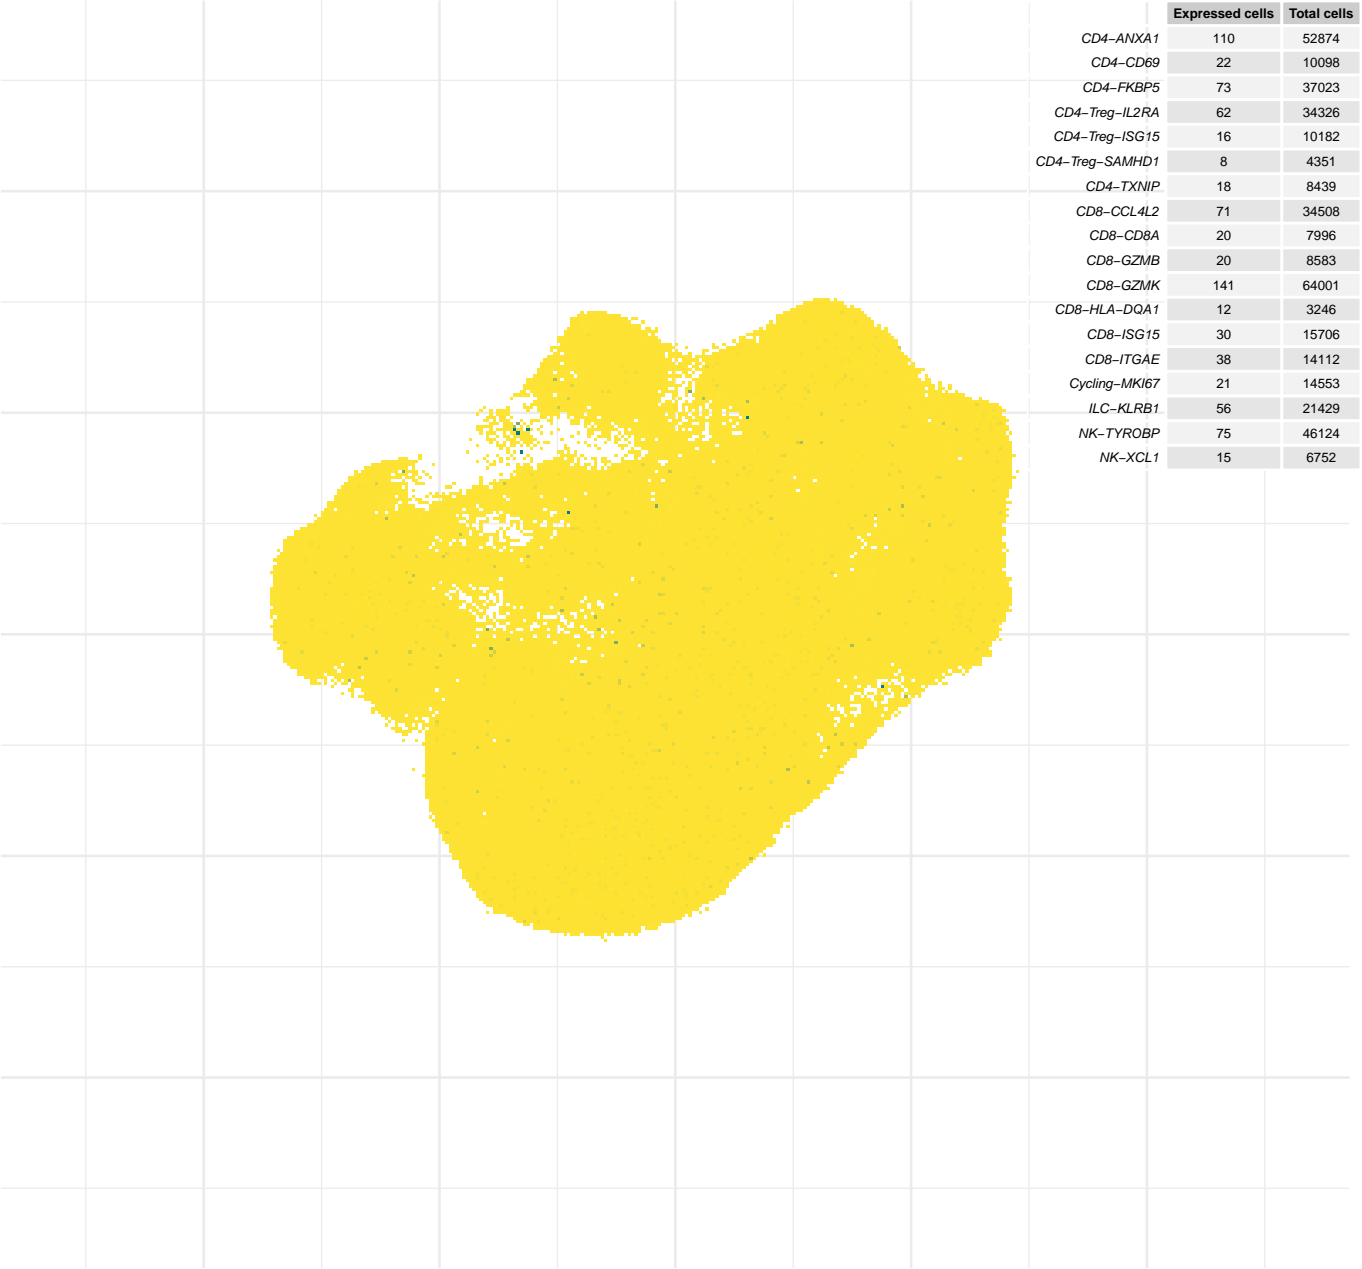 Expressed cells Total cells
CD4−ANXA1 110 52874
CD4−CD69 22 10098
CD4−FKBP5 73 37023
CD4−Treg−IL2RA 62 34326
CD4−Treg−ISG15 16 10182
CD4−Treg−SAMHD1 8 4351
CD4−TXNIP 18 8439
CD8−CCL4L2 71 34508
CD8−CD8A 20 7996
CD8−GZMB 20 8583
CD8−GZMK 141 64001
CD8−HLA−DQA1 12 3246
CD8−ISG15 30 15706
CD8−ITGAE 38 14112
Cycling−MKI67 21 14553
ILC−KLRB1 56 21429
NK−TYROBP 75 46124
NK−XCL1 15 6752